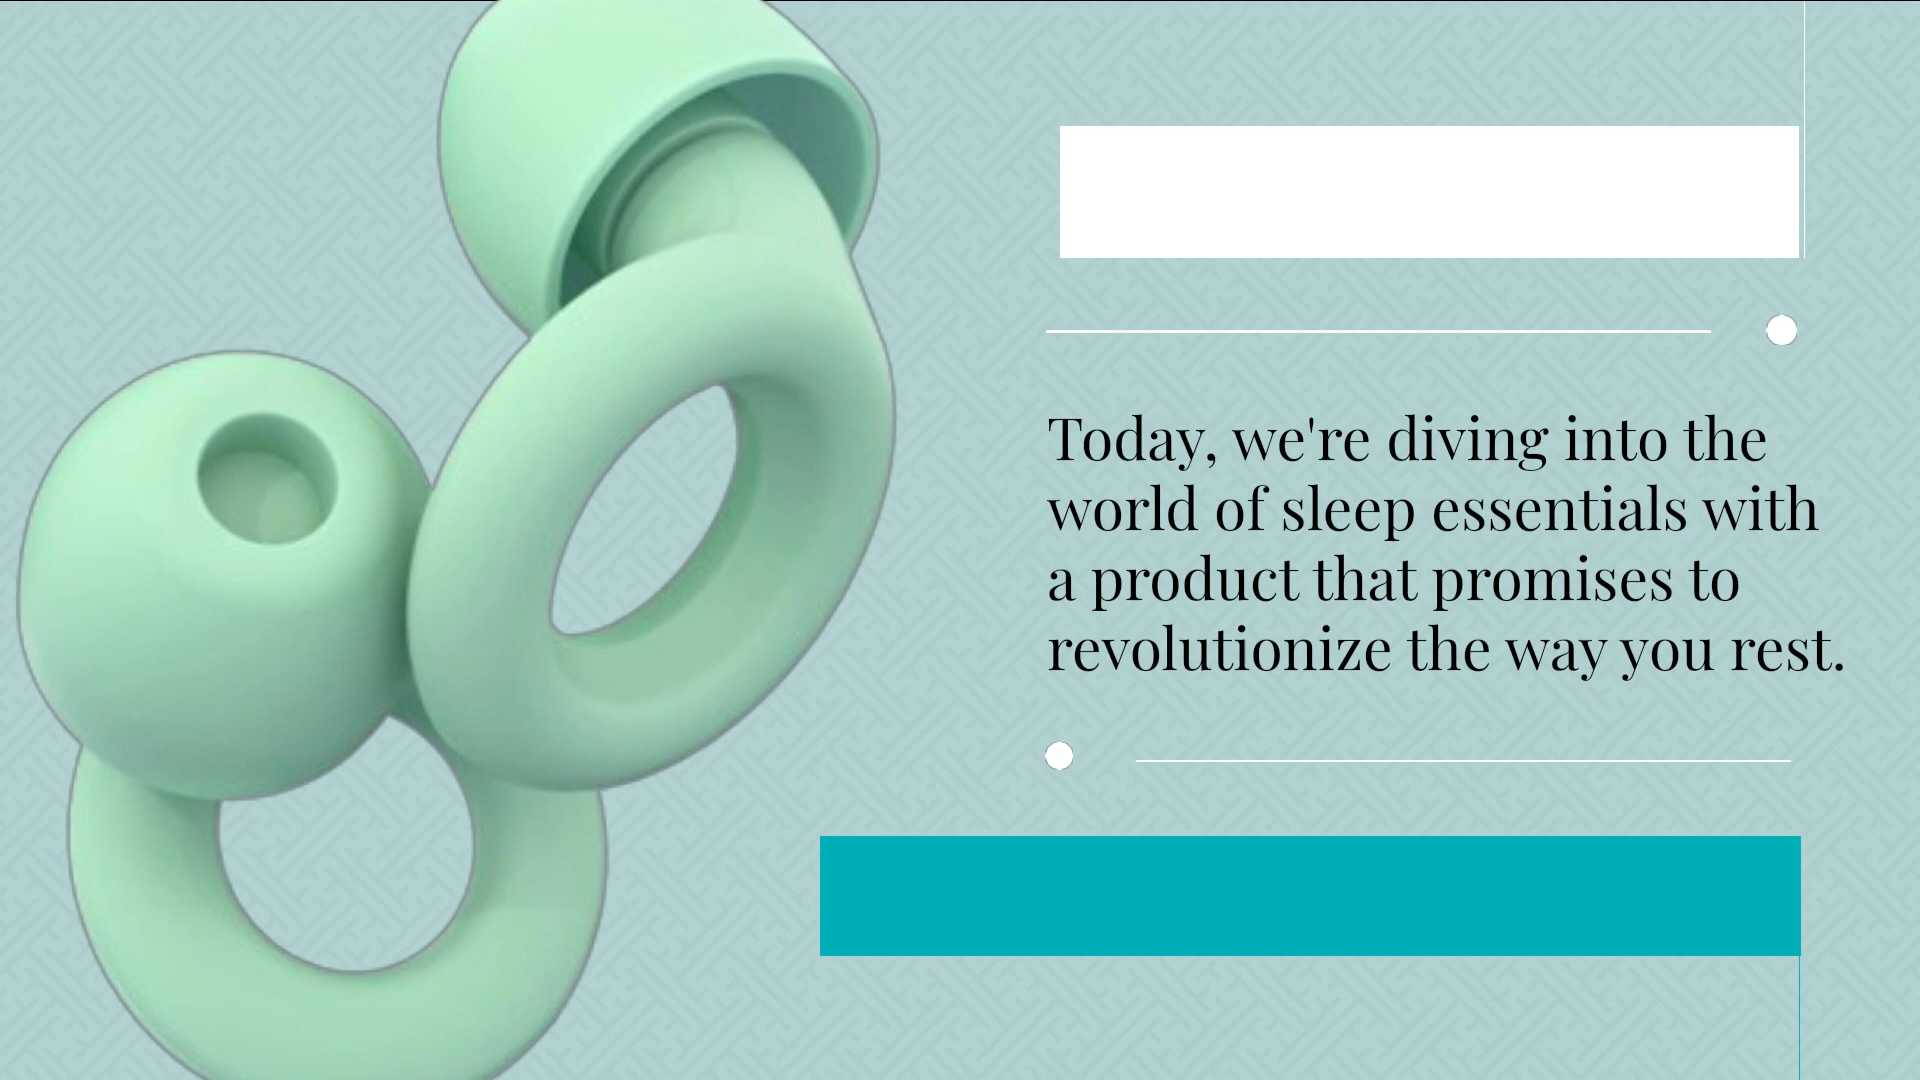 Today, we're diving into the
world of sleep essentials with
a product that promises to
revolutionize the way you rest.